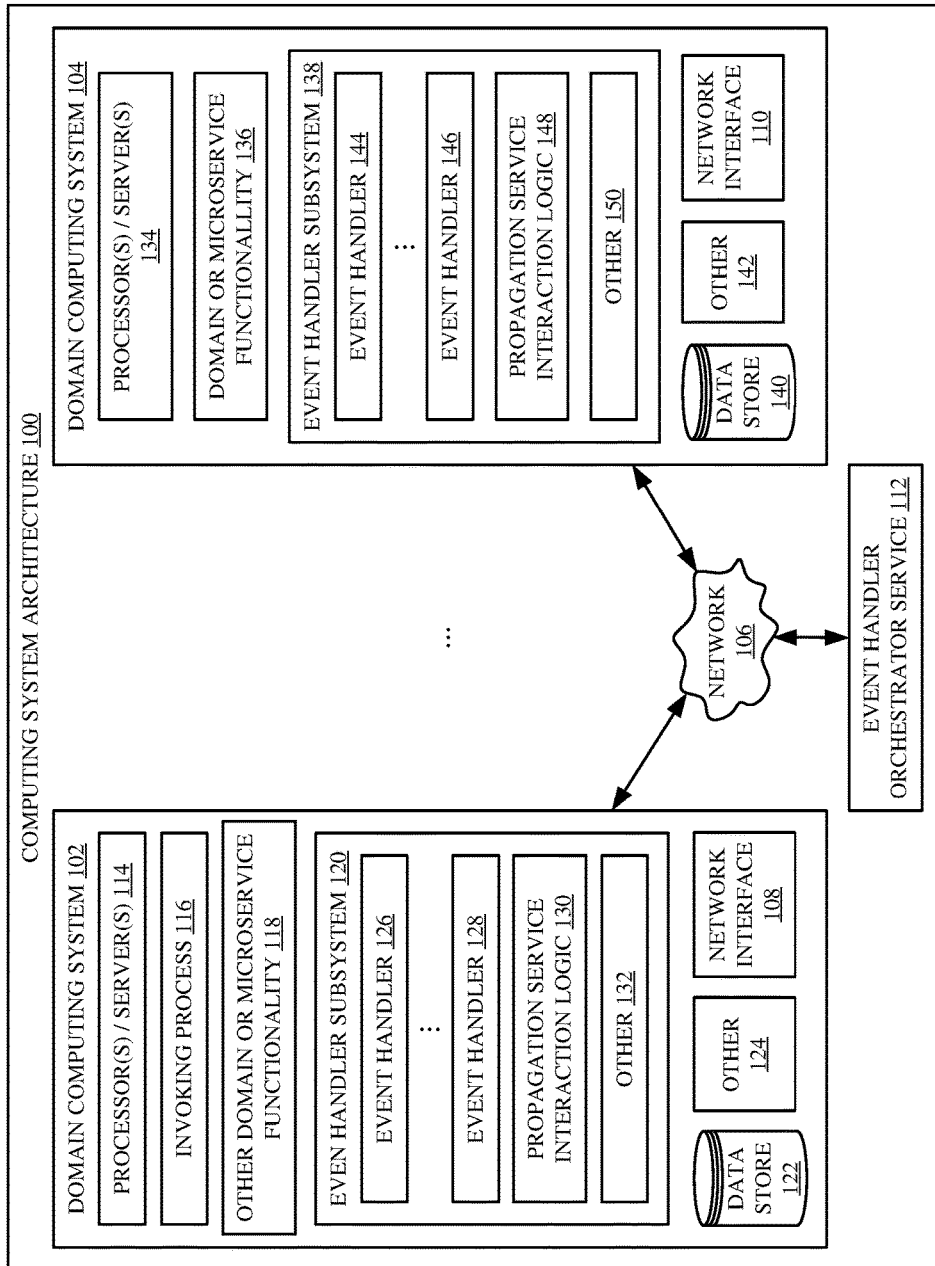 COMPUTING SYSTEM ARCHITECTURE 100
DOMAIN COMPUTING SYSTEM 102
PROCESSOR(S) / SERVER(S) 114
INVOKING PROCESS 116
OTHER DOMAIN OR MICROSERVICE
FUNCTIONALITY 118
EVEN HANDLER SUBSYSTEM 120
EVENT HANDLER 126
...
EVENT HANDLER 128
PROPAGATION SERVICE
INTERACTION LOGIC 130
OTHER 132
DATA
STORE
122
OTHER
124
NETWORK
INTERFACE
108
...
NETWORK
106
EVENT HANDLER
ORCHESTRATOR SERVICE 112
DOMAIN COMPUTING SYSTEM 104
PROCESSOR(S) / SERVER(S)
134
DOMAIN OR MICROSERVICE
FUNCTIONALITY 136
EVENT HANDLER SUBSYSTEM 138
EVENT HANDLER 144
...
EVENT HANDLER 146
PROPAGATION SERVICE
INTERACTION LOGIC 148
OTHER 150
DATA
STORE
140
OTHER
142
NETWORK
INTERFACE
110